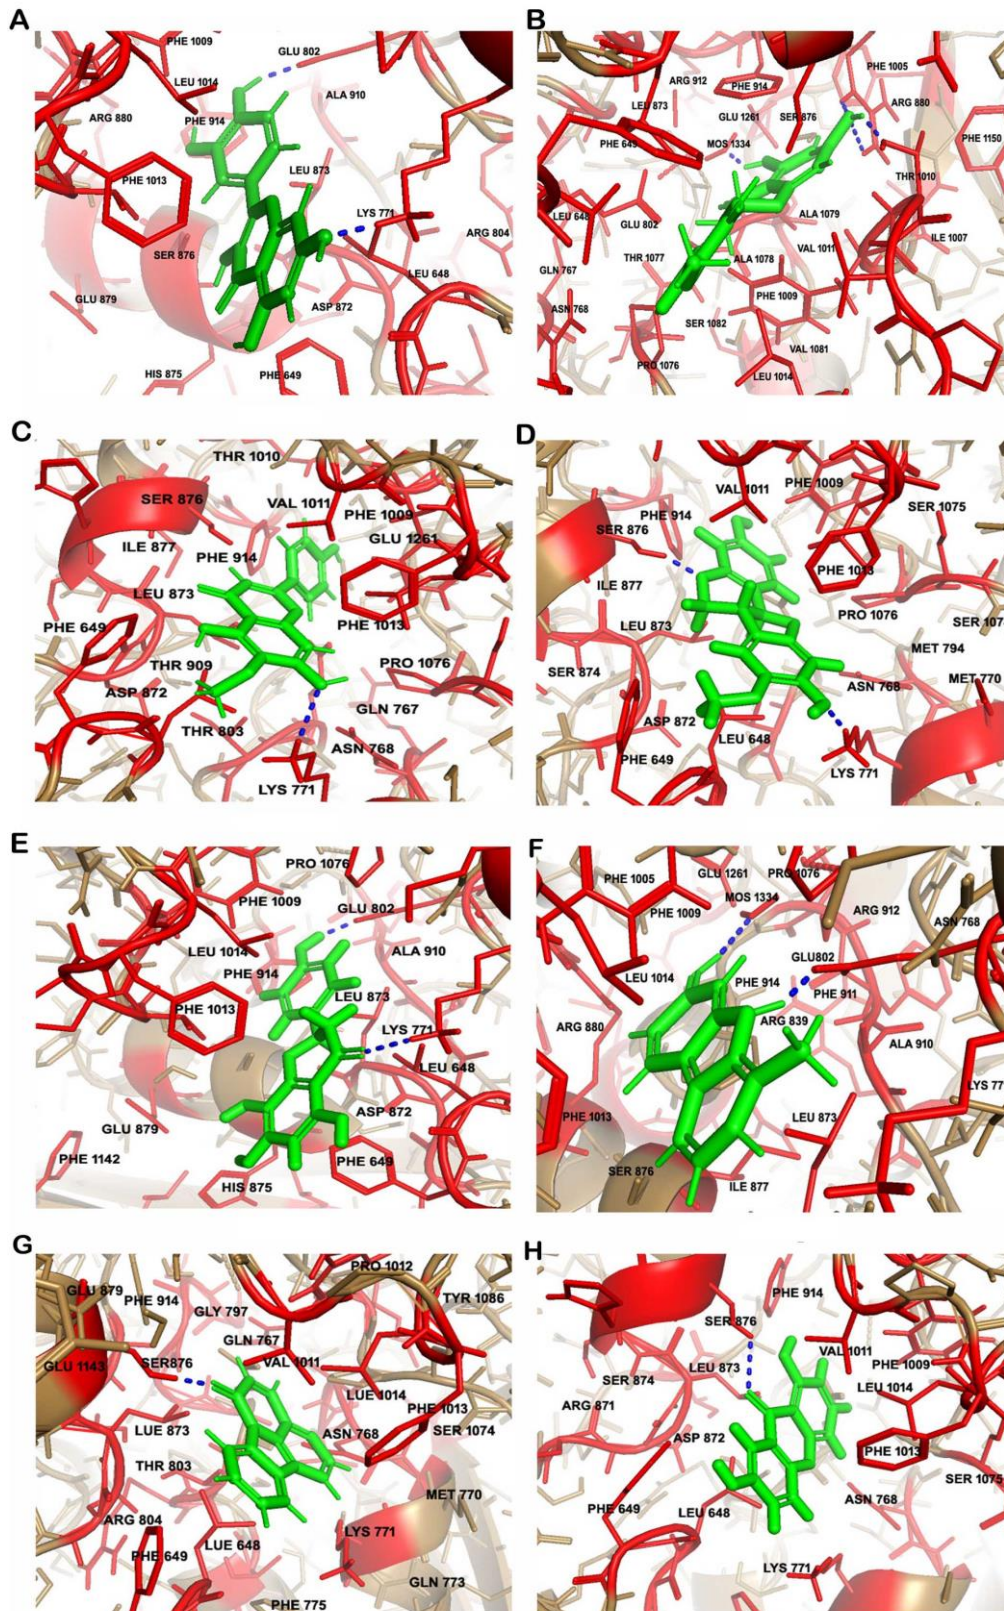 A
PHE 1009
GLU 802
LEU 1014
ALA 910
ARG 880
PHE 914
LEU 873
PHE 1013
LYS 771
ARG 804
SER 876
LEU 648
GLU 879
ASP 872
HIS 875
PHE 649
B
PHE 1005
ARG 912
PHE 914
ARG 880
LEU 873
GLU 1261
SER 876
PHE 1150
PHE 649
MOS 1334
THR 1010
LEU 648
GLU 802
ALA 1079
VAL 1011
ILE 1007
THR 1077
ALA 1078
GLN 767
PHE 1009
ASN 768
SER 1082
VAL 1081
PRO 1076
LEU 1014
C
THR 1010
SER 876
VAL 1011
PHE 1009
ILE 877
PHE 914
GLU 1261
LEU 873
PHE 649
PHE 1013
THR 909
PRO 1076
ASP 872
GLN 767
THR 803
ASN 768
LYS 771
D
PHE 1009
VAL 1011
SER 1075
PHE 914
SER 876
PHE 1013
ILE 877
PRO 1076
LEU 873
SER 107
MET 794
SER 874
ASN 768
MET 770
ASP 872
LEU 648
PHE 649
LYS 771
E
PRO 1076
PHE 1009
GLU 802
LEU 1014
ALA 910
PHE 914
LEU 873
PHE 1013
LYS 771
LEU 648
ASP 872
GLU 879
PHE 1142
PHE 649
HIS 875
F
GLU 1261
PRO 1076
PHE 1005
MOS 1334
PHE 1009
ARG 912
ASN 768
GLU802
LEU 1014
PHE 914
PHE 911
ARG 880
ARG 839
ALA 910
LYS 77
PHE 1013
LEU 873
SER 876
ILE 877
G
PRO 1012
GLU 879
PHE 914
GLY 797
TYR 1086
GLN 767
GLU 1143
SER876
VAL 1011
LUE 1014
PHE 1013
LUE 873
ASN 768
SER 1074
THR 803
MET 770
ARG 804
LYS 771
PHE 649
LUE 648
GLN 773
PHE 775
H
PHE 914
SER 876
VAL 1011
LEU 873
PHE 1009
SER 874
LEU 1014
ARG 871
ASP 872
PHE 1013
SER 1075
PHE 649
LEU 648
ASN 768
LYS 771